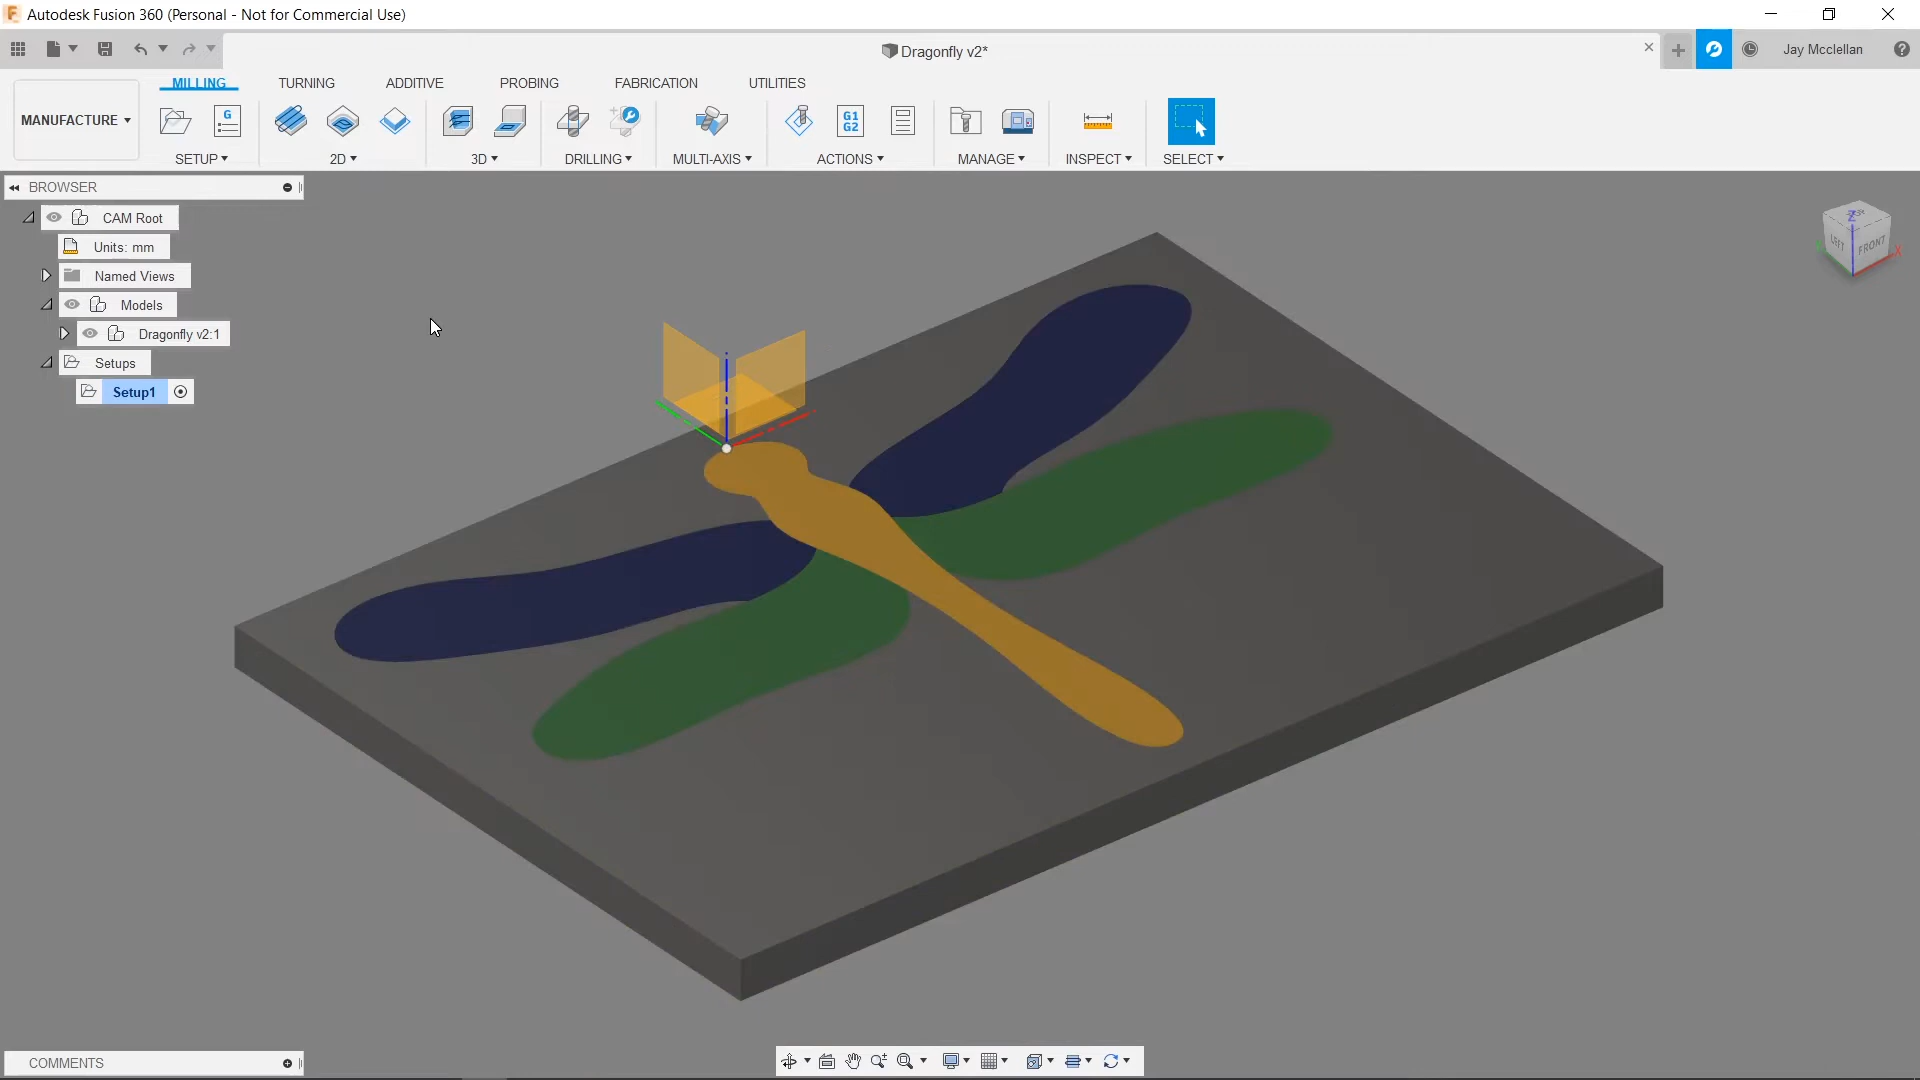 Autodesk Fusion 360 (Personal - Not for Commercial Use)
Dragonfly v2*
Jay Mcclellan
MILLING TURNING ADDITIVE PROBING FABRICATION UTILITIES
MANUFACTURE
G
G1
G2
SETUP 2D 3D DRILLING MULTI-AXIS ACTIONS MANAGE INSPECT SELECT
BROWSER
CAM Root
Units: mm
Named Views
Models
Dragonfly v2:1
Setups
Setup1
TOP
Z
LEFT
FRONT
X
COMMENTS